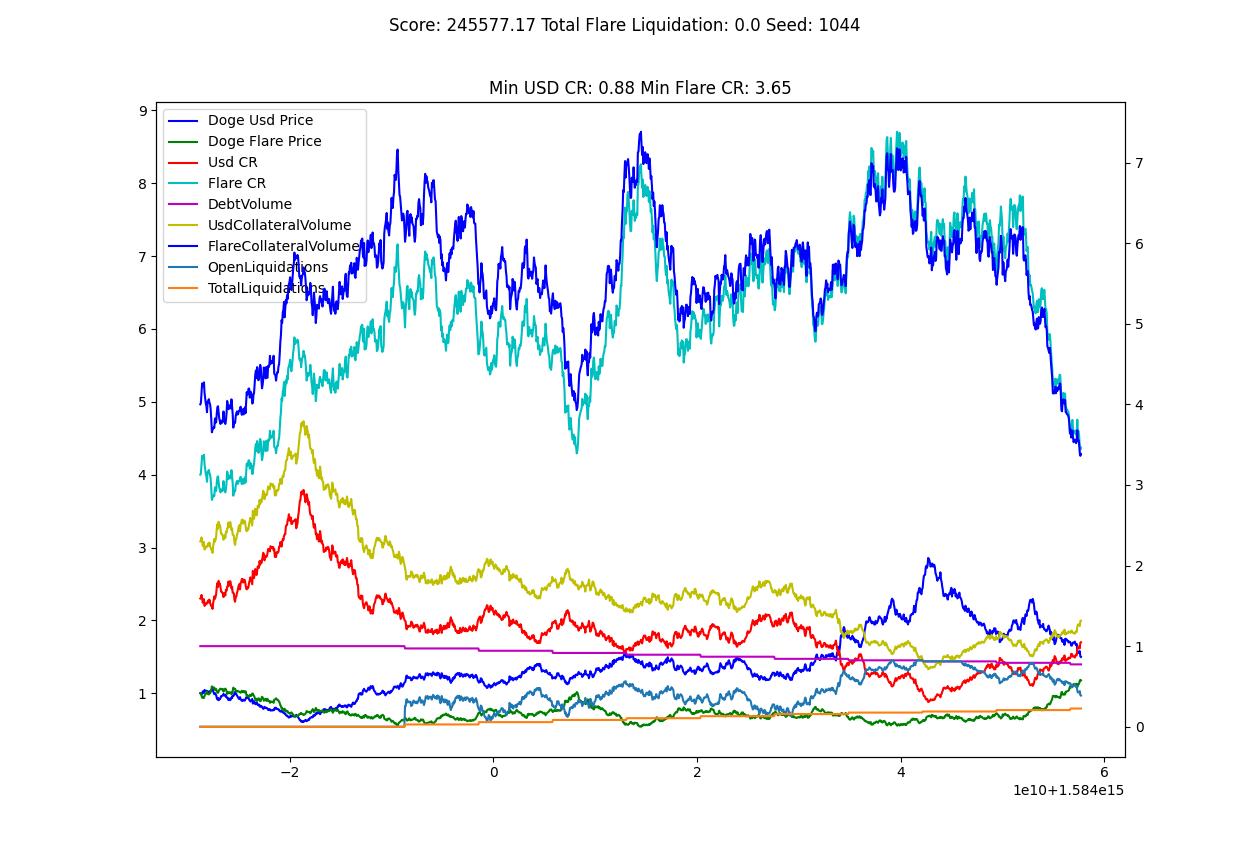 Score: 245577.17 Total Flare Liquidation: 0.0 Seed: 1044
Min USD CR: 0.88 Min Flare CR: 3.65
Doge Usd Price
Doge Flare Price
Usd CR
Flare CR
DebtVolume
UsdCollateralVolume
FlareCollateralVolume
OpenLiquidations
TotalLiquidations
9
8
7
6
5
4
3
2
1
7
6
5
4
3
2
1
0
−2
0
2
4
6
1e10+1.584e15